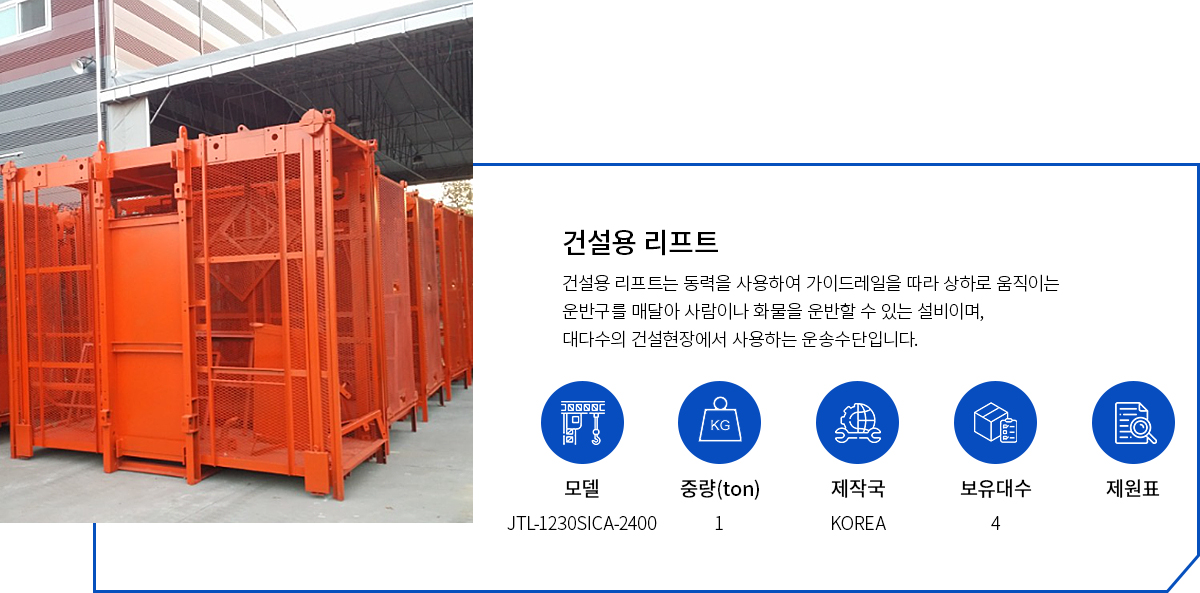 건설용 리프트
건설용 리프트는 동력을 사용하여 가이드레일을 따라 상하로 움직이는
운반구를 매달아 사람이나 화물을 운반할 수 있는 설비이며,
대다수의 건설현장에서 사용하는 운송수단입니다.
KG
모델 중량(ton) 제작국 보유대수 제원표
JTL-1230SICA-2400 1 KOREA 4